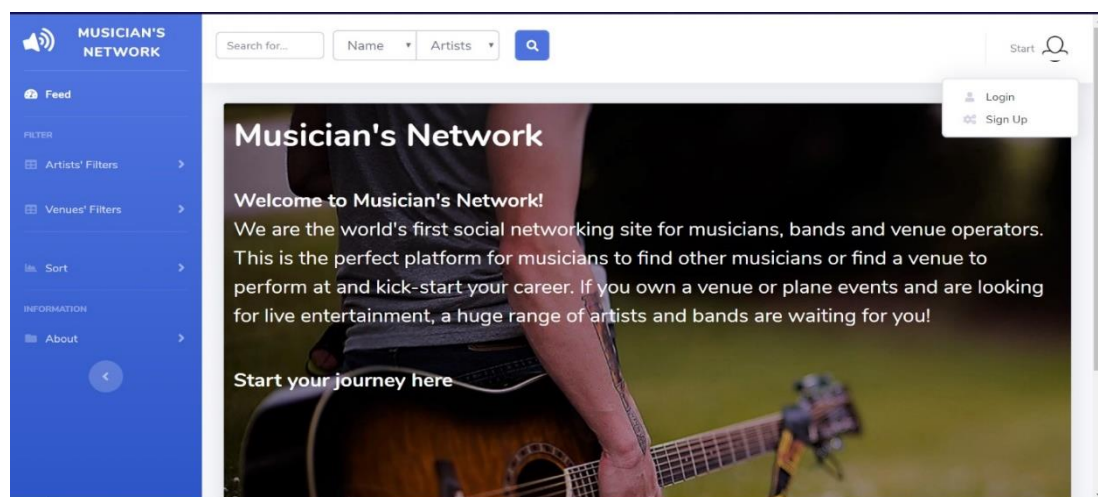 MUSICIAN'S
NETWORK
Search for...
Name
Artists
Start
Login
Sign Up
Feed
FILTER
Artists' Filters
Venues' Filters
Sort
INFORMATION
About
Musician's Network
Welcome to Musician's Network!
We are the world's first social networking site for musicians, bands and venue operators.
This is the perfect platform for musicians to find other musicians or find a venue to
perform at and kick-start your career. If you own a venue or plane events and are looking
for live entertainment, a huge range of artists and bands are waiting for you!
Start your journey here